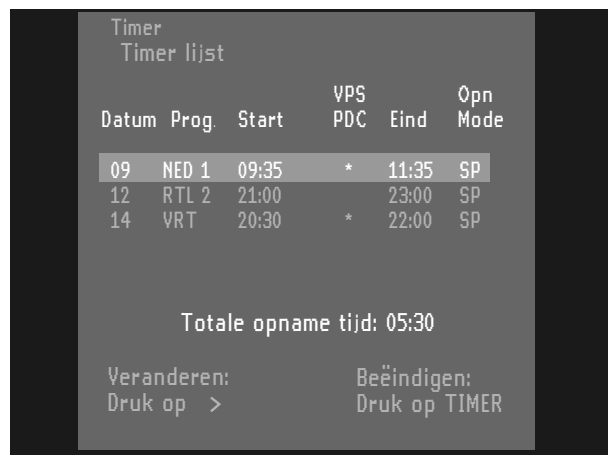 Timer
Timer lijst
VPS Opn
Datum Prog. Start PDC Eind Mode
09 NED 1 09:35 * 11:35 SP
12 RTL 2 21:00 23:00 SP
14 VRT 20:30 * 22:00 SP
Totale opname tijd: 05:30
Veranderen: Beëindigen:
Druk op > Druk op TIMER